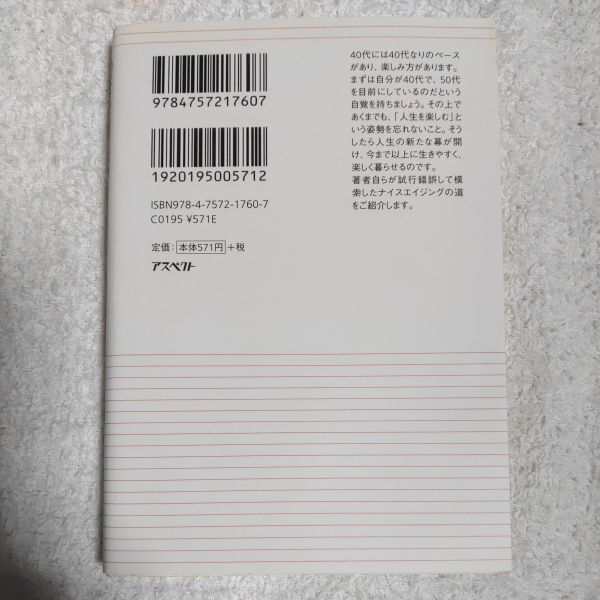 9784757217607
1920195005712
ISBN978-4-7572-1760-7
C0195 ¥571E
定価：本体571円＋税
アスペクト
40代には40代なりのペース
があり、楽しみ方があります。
まずは自分が40代で、50代
を目前にしているのだという
自覚を持ちましょう。その上で
あくまでも、「人生を楽しむ」と
いう姿勢を忘れないこと。そう
したら人生の新たな幕が開
け、今まで以上に生きやすく、
楽しく暮らせるのです。
著者自らが試行錯誤して模
索したナイスエイジングの道
をご紹介します。